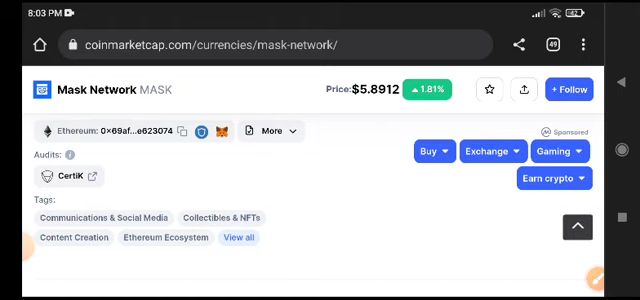 8:03 PM
42
coinmarketcap.com/currencies/mask-network/
49
Mask Network MASK
Price:$5.8912
1.81%
+ Follow
Ethereum: 0x69af...e623074
More
Sponsored
Buy
Exchange
Gaming
Audits:
CertiK
Earn crypto
Tags:
Communications & Social Media
Collectibles & NFTs
Content Creation
Ethereum Ecosystem
View all